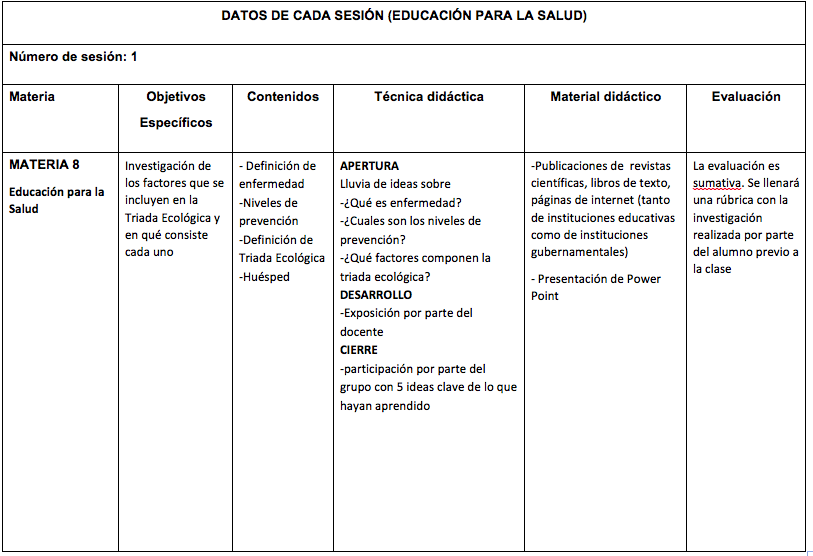 DATOS DE CADA SESIÓN (EDUCACIÓN PARA LA SALUD)
Número de sesión: 1
Materia
Objetivos
Específicos
Contenidos
Técnica didáctica
Material didáctico
Evaluación
MATERIA 8
Educación para la
Salud
Investigación de
los factores que se
incluyen en la
Triada Ecológica y
en qué consiste
cada uno
- Definición de
enfermedad
-Niveles de
prevención
-Definición de
Triada Ecológica
-Huésped
APERTURA
Lluvia de ideas sobre
-¿Qué es enfermedad?
-¿Cuales son los niveles de
prevención?
-¿Qué factores componen la
triada ecológica?
DESARROLLO
-Exposición por parte del
docente
CIERRE
-participación por parte del
grupo con 5 ideas clave de lo que
hayan aprendido
-Publicaciones de revistas
científicas, libros de texto,
páginas de internet (tanto
de instituciones educativas
como de instituciones
gubernamentales)
- Presentación de Power
Point
La evaluación es
sumativa. Se llenará
una rúbrica con la
investigación
realizada por parte
del alumno previo a
la clase